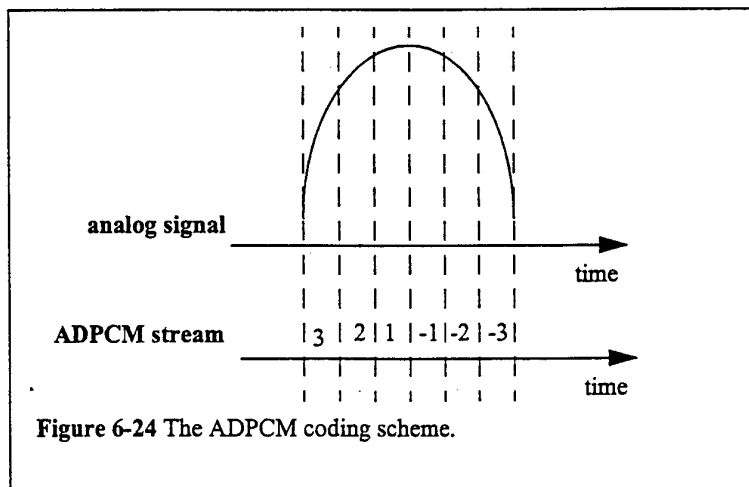 analog signal
time
ADPCM stream |3|2|1|-1|-2|-3|
time
Figure 6-24 The ADPCM coding scheme.